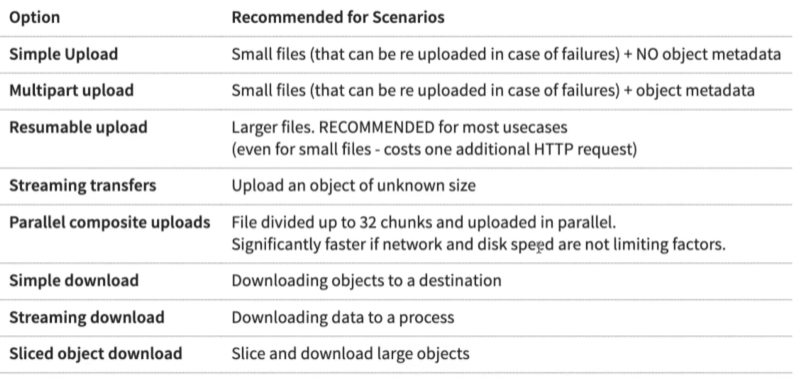 Option Recommended for Scenarios
Simple Upload Small files (that can be re uploaded in case of failures) + NO object metadata
Multipart upload Small files (that can be re uploaded in case of failures) + object metadata
Resumable upload Larger files. RECOMMENDED for most usecases
(even for small files - costs one additional HTTP request)
Streaming transfers Upload an object of unknown size
Parallel composite uploads File divided up to 32 chunks and uploaded in parallel.
Significantly faster if network and disk speed are not limiting factors.
Simple download Downloading objects to a destination
Streaming download Downloading data to a process
Sliced object download Slice and download large objects